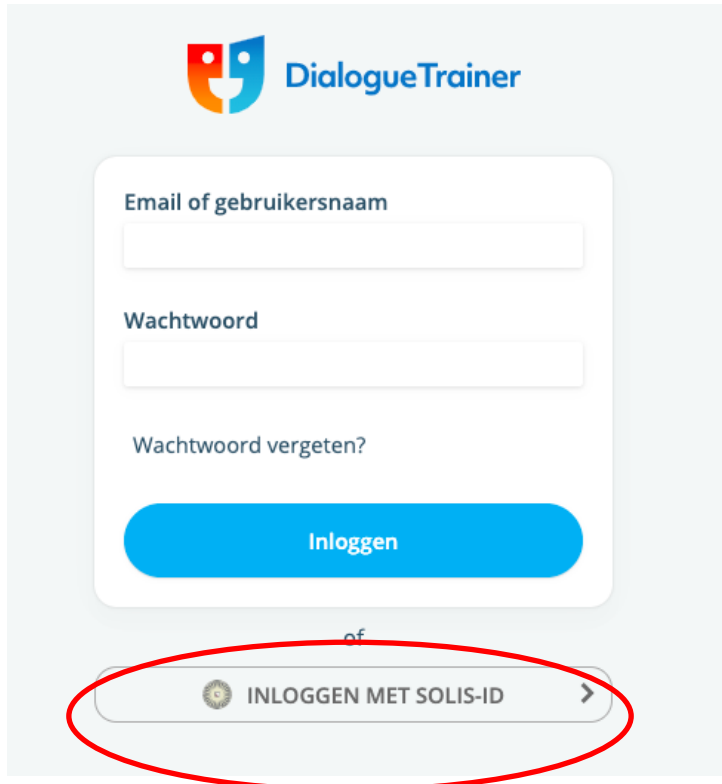 DialogueTrainer
Email of gebruikersnaam
Wachtwoord
Wachtwoord vergeten?
Inloggen
of
INLOGGEN MET SOLIS-ID